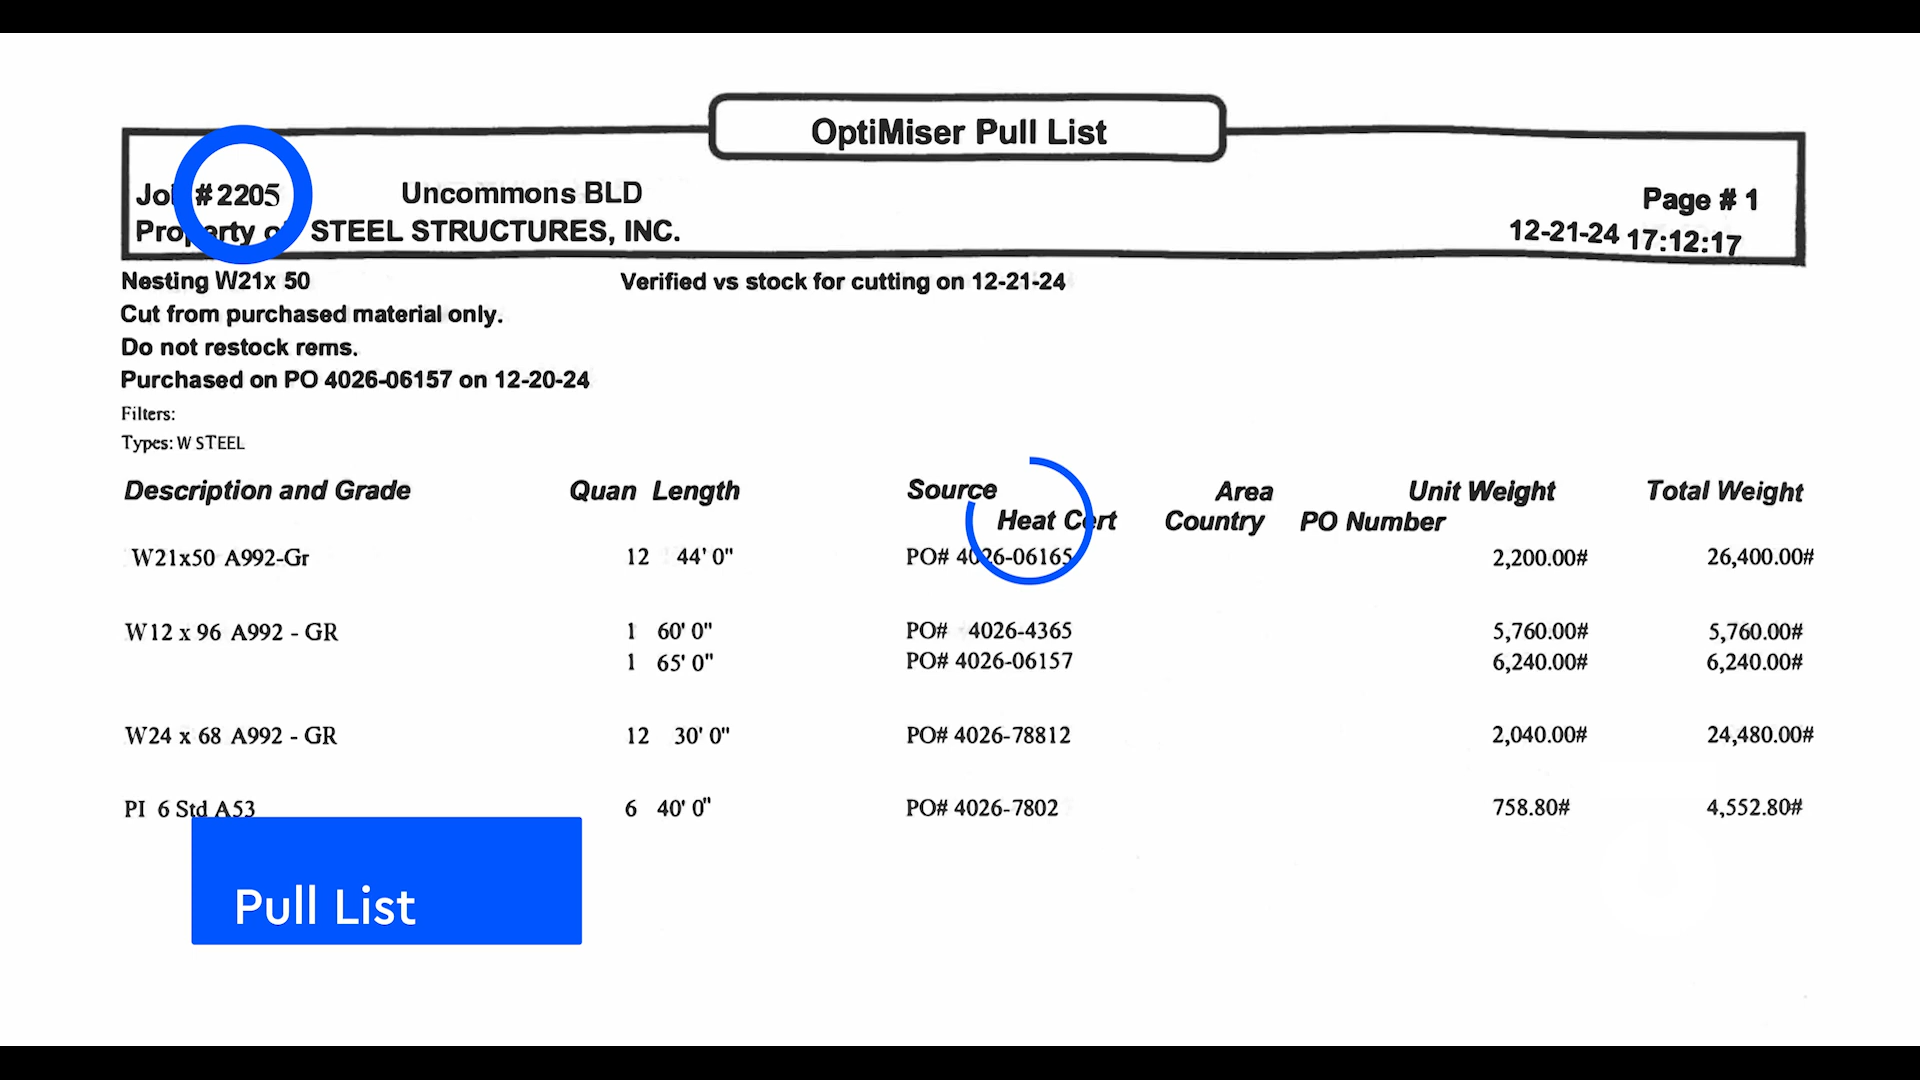 OptiMiser Pull List
Job # 2205 Uncommons BLD Page # 1
Property of STEEL STRUCTURES, INC. 12-21-24 17:12:17
Nesting W21x 50 Verified vs stock for cutting on 12-21-24
Cut from purchased material only.
Do not restock rems.
Purchased on PO 4026-06157 on 12-20-24
Filters:
Types: W STEEL
Description and Grade Quan Length Source Area Unit Weight Total Weight
Heat Cert Country PO Number
W21x50 A992-Gr 12 44' 0" PO# 4026-06165 2,200.00# 26,400.00#
W12 x 96 A992 - GR 1 60' 0" PO# 4026-4365 5,760.00# 5,760.00#
1 65' 0" PO# 4026-06157 6,240.00# 6,240.00#
W24 x 68 A992 - GR 12 30' 0" PO# 4026-78812 2,040.00# 24,480.00#
PI 6 Std A53 6 40' 0" PO# 4026-7802 758.80# 4,552.80#
Pull List